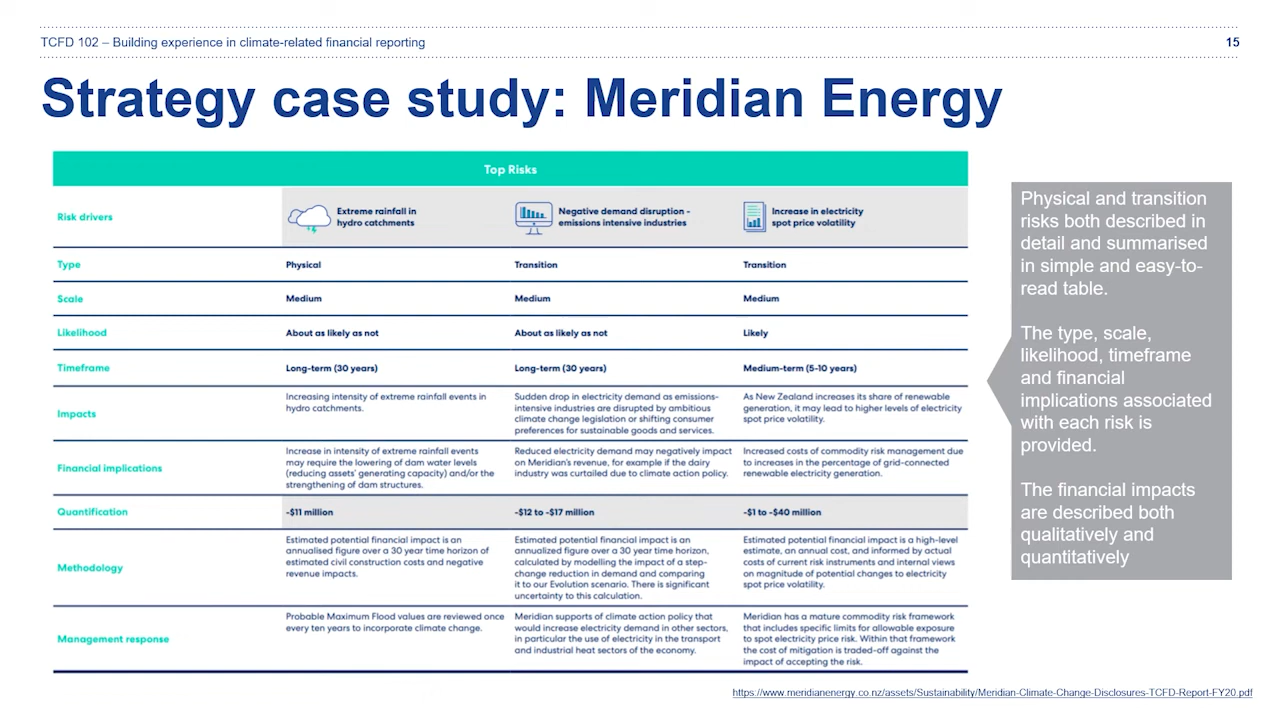 TCFD 102 – Building experience in climate-related financial reporting
15
Strategy case study: Meridian Energy
Top Risks
Risk drivers
Extreme rainfall in
hydro catchments
Negative demand disruption -
emissions intensive industries
Increase in electricity
spot price volatility
Type
Physical
Transition
Transition
Scale
Medium
Medium
Medium
Likelihood
About as likely as not
About as likely as not
Likely
Timeframe
Long-term (30 years)
Long-term (30 years)
Medium-term (5-10 years)
Impacts
Increasing intensity of extreme rainfall events in
hydro catchments.
Sudden drop in electricity demand as emissions-
intensive industries are disrupted by ambitious
climate change legislation or shifting consumer
preferences for sustainable goods and services.
As New Zealand increases its share of renewable
generation, it may lead to higher levels of electricity
spot price volatility.
Financial implications
Increase in intensity of extreme rainfall events
may require the lowering of dam water levels
(reducing assets' generating capacity) and/or the
strengthening of dam structures.
Reduced electricity demand may negatively impact
on Meridian's revenue, for example if the dairy
industry was curtailed due to climate action policy.
Increased costs of commodity risk management due
to increases in the percentage of grid-connected
renewable electricity generation.
Quantification
-$11 million
-$12 to -$17 million
-$1 to -$40 million
Methodology
Estimated potential financial impact is an
annualised figure over a 30 year time horizon of
estimated civil construction costs and negative
revenue impacts.
Estimated potential financial impact is an
annualized figure over a 30 year time horizon,
calculated by modelling the impact of a step-
change reduction in demand and comparing
it to our Evolution scenario. There is significant
uncertainty to this calculation.
Estimated potential financial impact is a high-level
estimate, an annual cost, and informed by actual
costs of current risk instruments and internal views
on magnitude of potential changes to electricity
spot price volatility.
Management response
Probable Maximum Flood values are reviewed once
every ten years to incorporate climate change.
Meridian supports of climate action policy that
would increase electricity demand in other sectors,
in particular the use of electricity in the transport
and industrial heat sectors of the economy.
Meridian has a mature commodity risk framework
that includes specific limits for allowable exposure
to spot electricity price risk. Within that framework
the cost of mitigation is traded-off against the
impact of accepting the risk.
Physical and transition
risks both described in
detail and summarised
in simple and easy-to-
read table.
The type, scale,
likelihood, timeframe
and financial
implications associated
with each risk is
provided.
The financial impacts
are described both
qualitatively and
quantitatively
https://www.meridianenergy.co.nz/assets/Sustainability/Meridian-Climate-Change-Disclosures-TCFD-Report-FY20.pdf